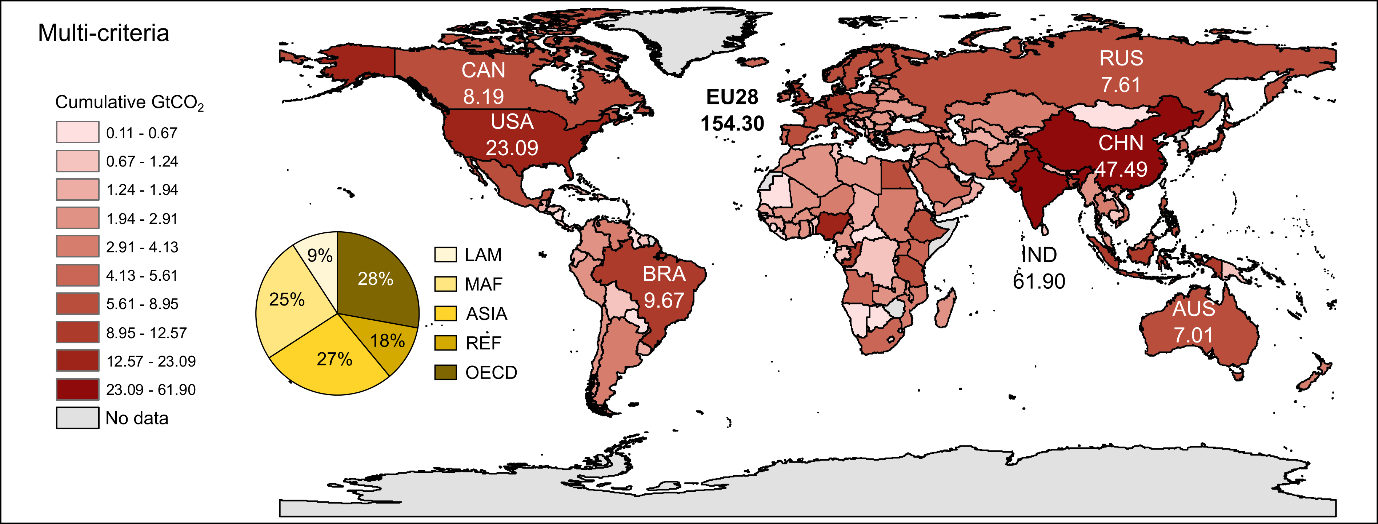 Multi-criteria
Cumulative GtCO₂
0.11 - 0.67
0.67 - 1.24
1.24 - 1.94
1.94 - 2.91
2.91 - 4.13
4.13 - 5.61
5.61 - 8.95
8.95 - 12.57
12.57 - 23.09
23.09 - 61.90
No data
CAN
8.19
USA
23.09
EU28
154.30
RUS
7.61
CHN
47.49
IND
61.90
BRA
9.67
AUS
7.01
9%
28%
25%
18%
27%
LAM
MAF
ASIA
REF
OECD